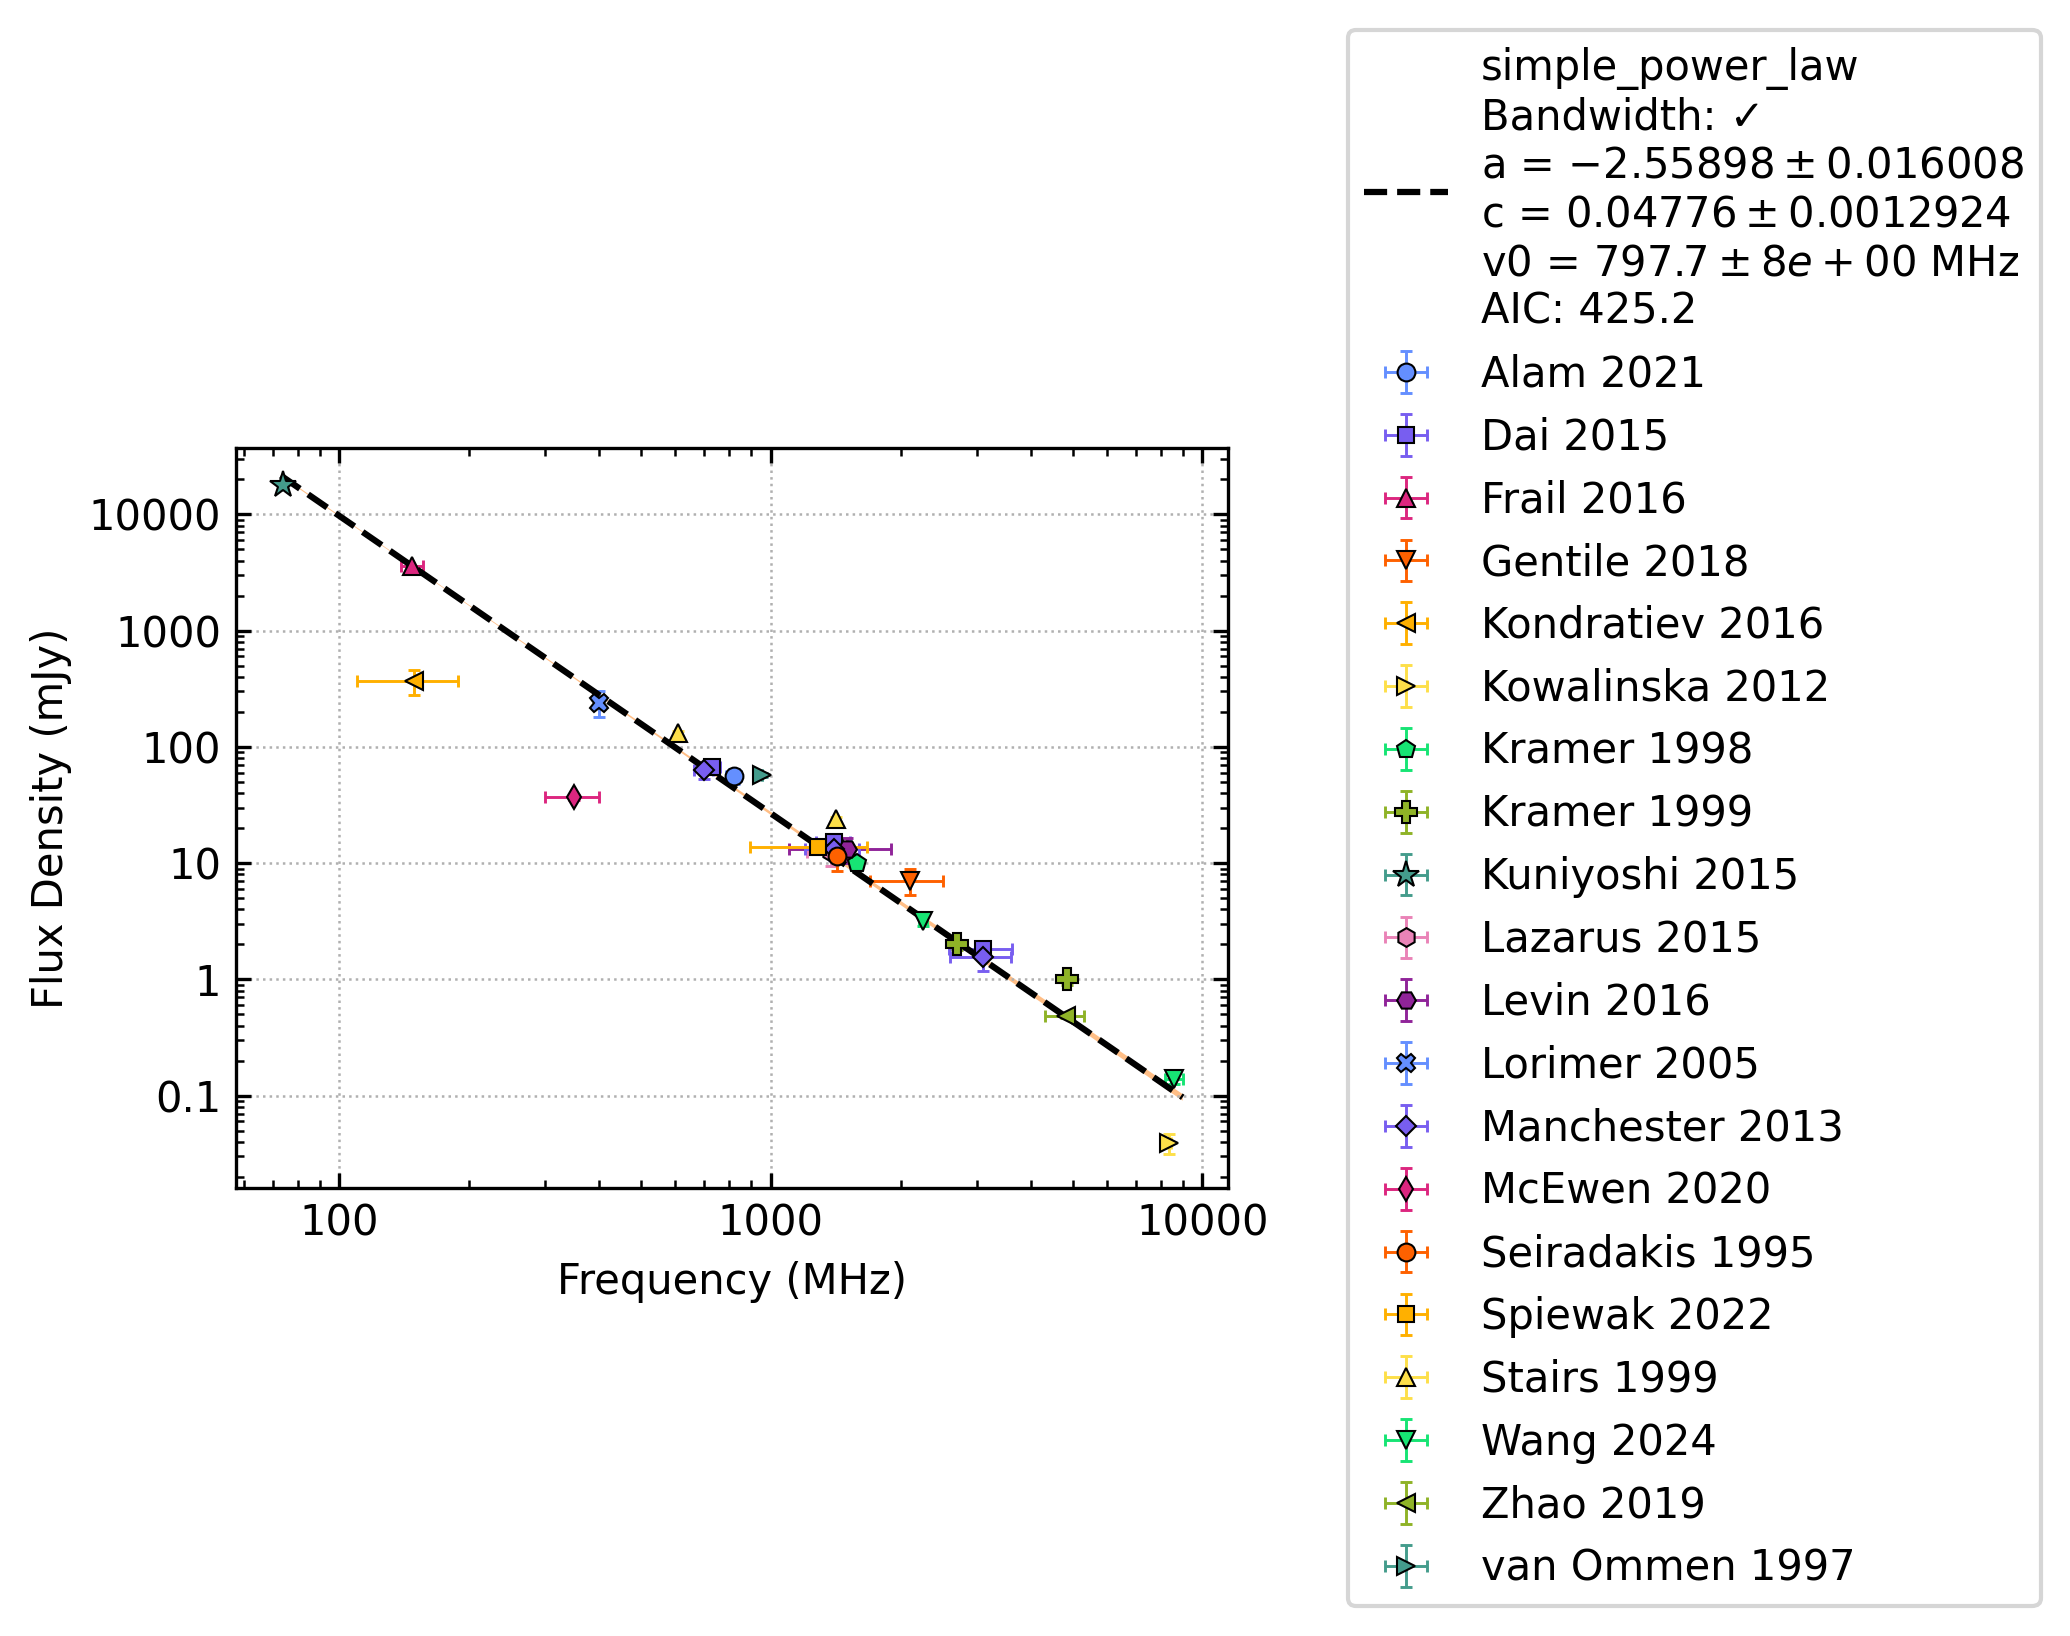 simple_power_law
Bandwidth: ✓
a = −2.55898 ± 0.016008
c = 0.04776 ± 0.0012924
v0 = 797.7 ± 8e + 00 MHz
AIC: 425.2
Alam 2021
Dai 2015
Frail 2016
Gentile 2018
Kondratiev 2016
Kowalinska 2012
Kramer 1998
Kramer 1999
Kuniyoshi 2015
Lazarus 2015
Levin 2016
Lorimer 2005
Manchester 2013
McEwen 2020
Seiradakis 1995
Spiewak 2022
Stairs 1999
Wang 2024
Zhao 2019
van Ommen 1997
Flux Density (mJy)
10000
1000
100
10
1
0.1
100 1000 10000
Frequency (MHz)